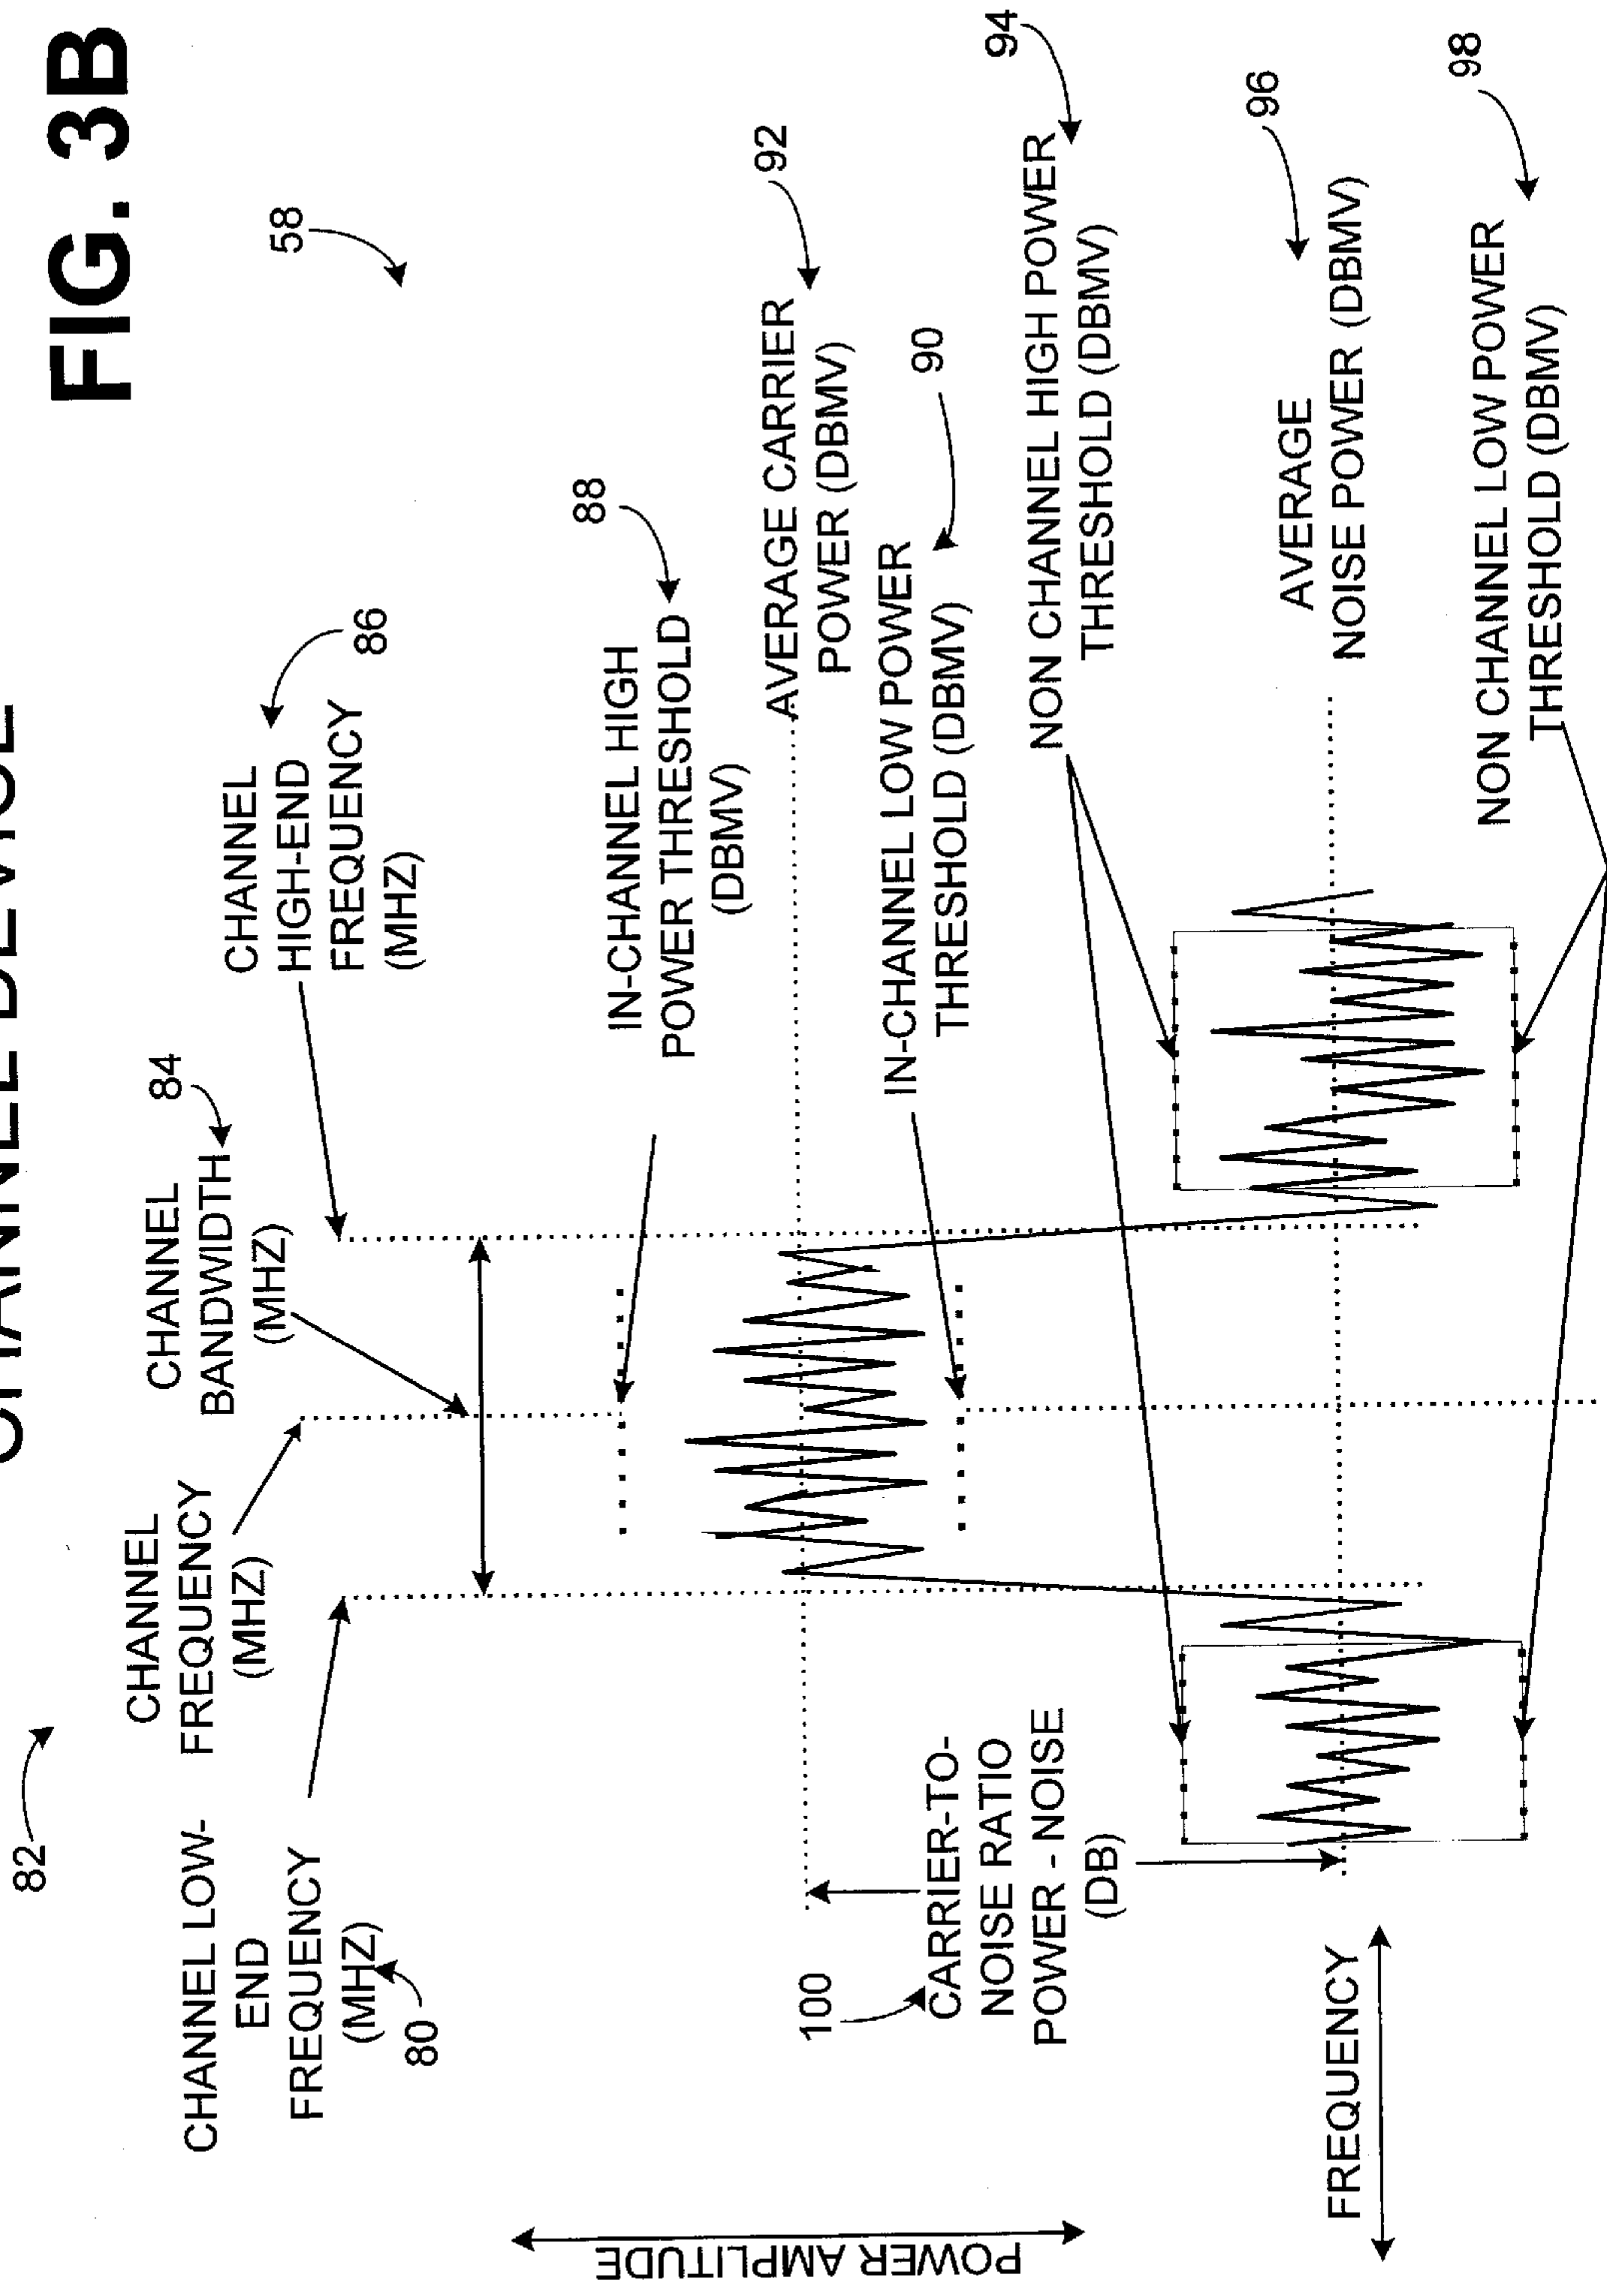 CHANNEL DEVICE
FIG. 3B
82
58
CHANNEL
FREQUENCY
(MHZ)
CHANNEL
BANDWIDTH
(MHZ)
84
CHANNEL LOW-
END
FREQUENCY
(MHZ)
80
CHANNEL
HIGH-END
FREQUENCY
(MHZ)
86
IN-CHANNEL HIGH
POWER THRESHOLD
(DBMV)
88
AVERAGE CARRIER
POWER (DBMV)
92
IN-CHANNEL LOW POWER
THRESHOLD (DBMV)
90
100
CARRIER-TO-
NOISE RATIO
POWER - NOISE
(DB)
NON CHANNEL HIGH POWER
THRESHOLD (DBMV)
94
AVERAGE
NOISE POWER (DBMV)
96
NON CHANNEL LOW POWER
THRESHOLD (DBMV)
98
POWER AMPLITUDE
FREQUENCY